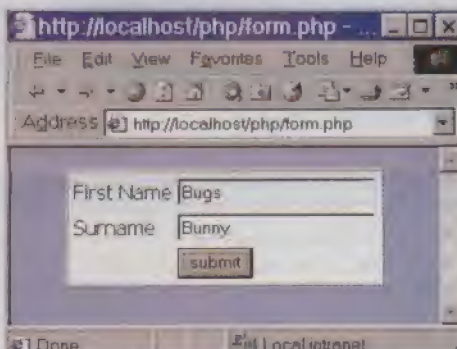 http://localhost/php/form.php - ...
File Edit View Favorites Tools Help
Address http://localhost/php/form.php
First Name Bugs
Surname Bunny
submit
Done Local intranet